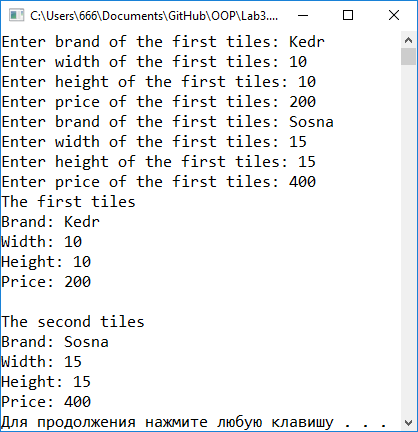 C:\Users\666\Documents\GitHub\OOP\Lab3....
Enter brand of the first tiles: Kedr
Enter width of the first tiles: 10
Enter height of the first tiles: 10
Enter price of the first tiles: 200
Enter brand of the first tiles: Sosna
Enter width of the first tiles: 15
Enter height of the first tiles: 15
Enter price of the first tiles: 400
The first tiles
Brand: Kedr
Width: 10
Height: 10
Price: 200
The second tiles
Brand: Sosna
Width: 15
Height: 15
Price: 400
Для продолжения нажмите любую клавишу . . .